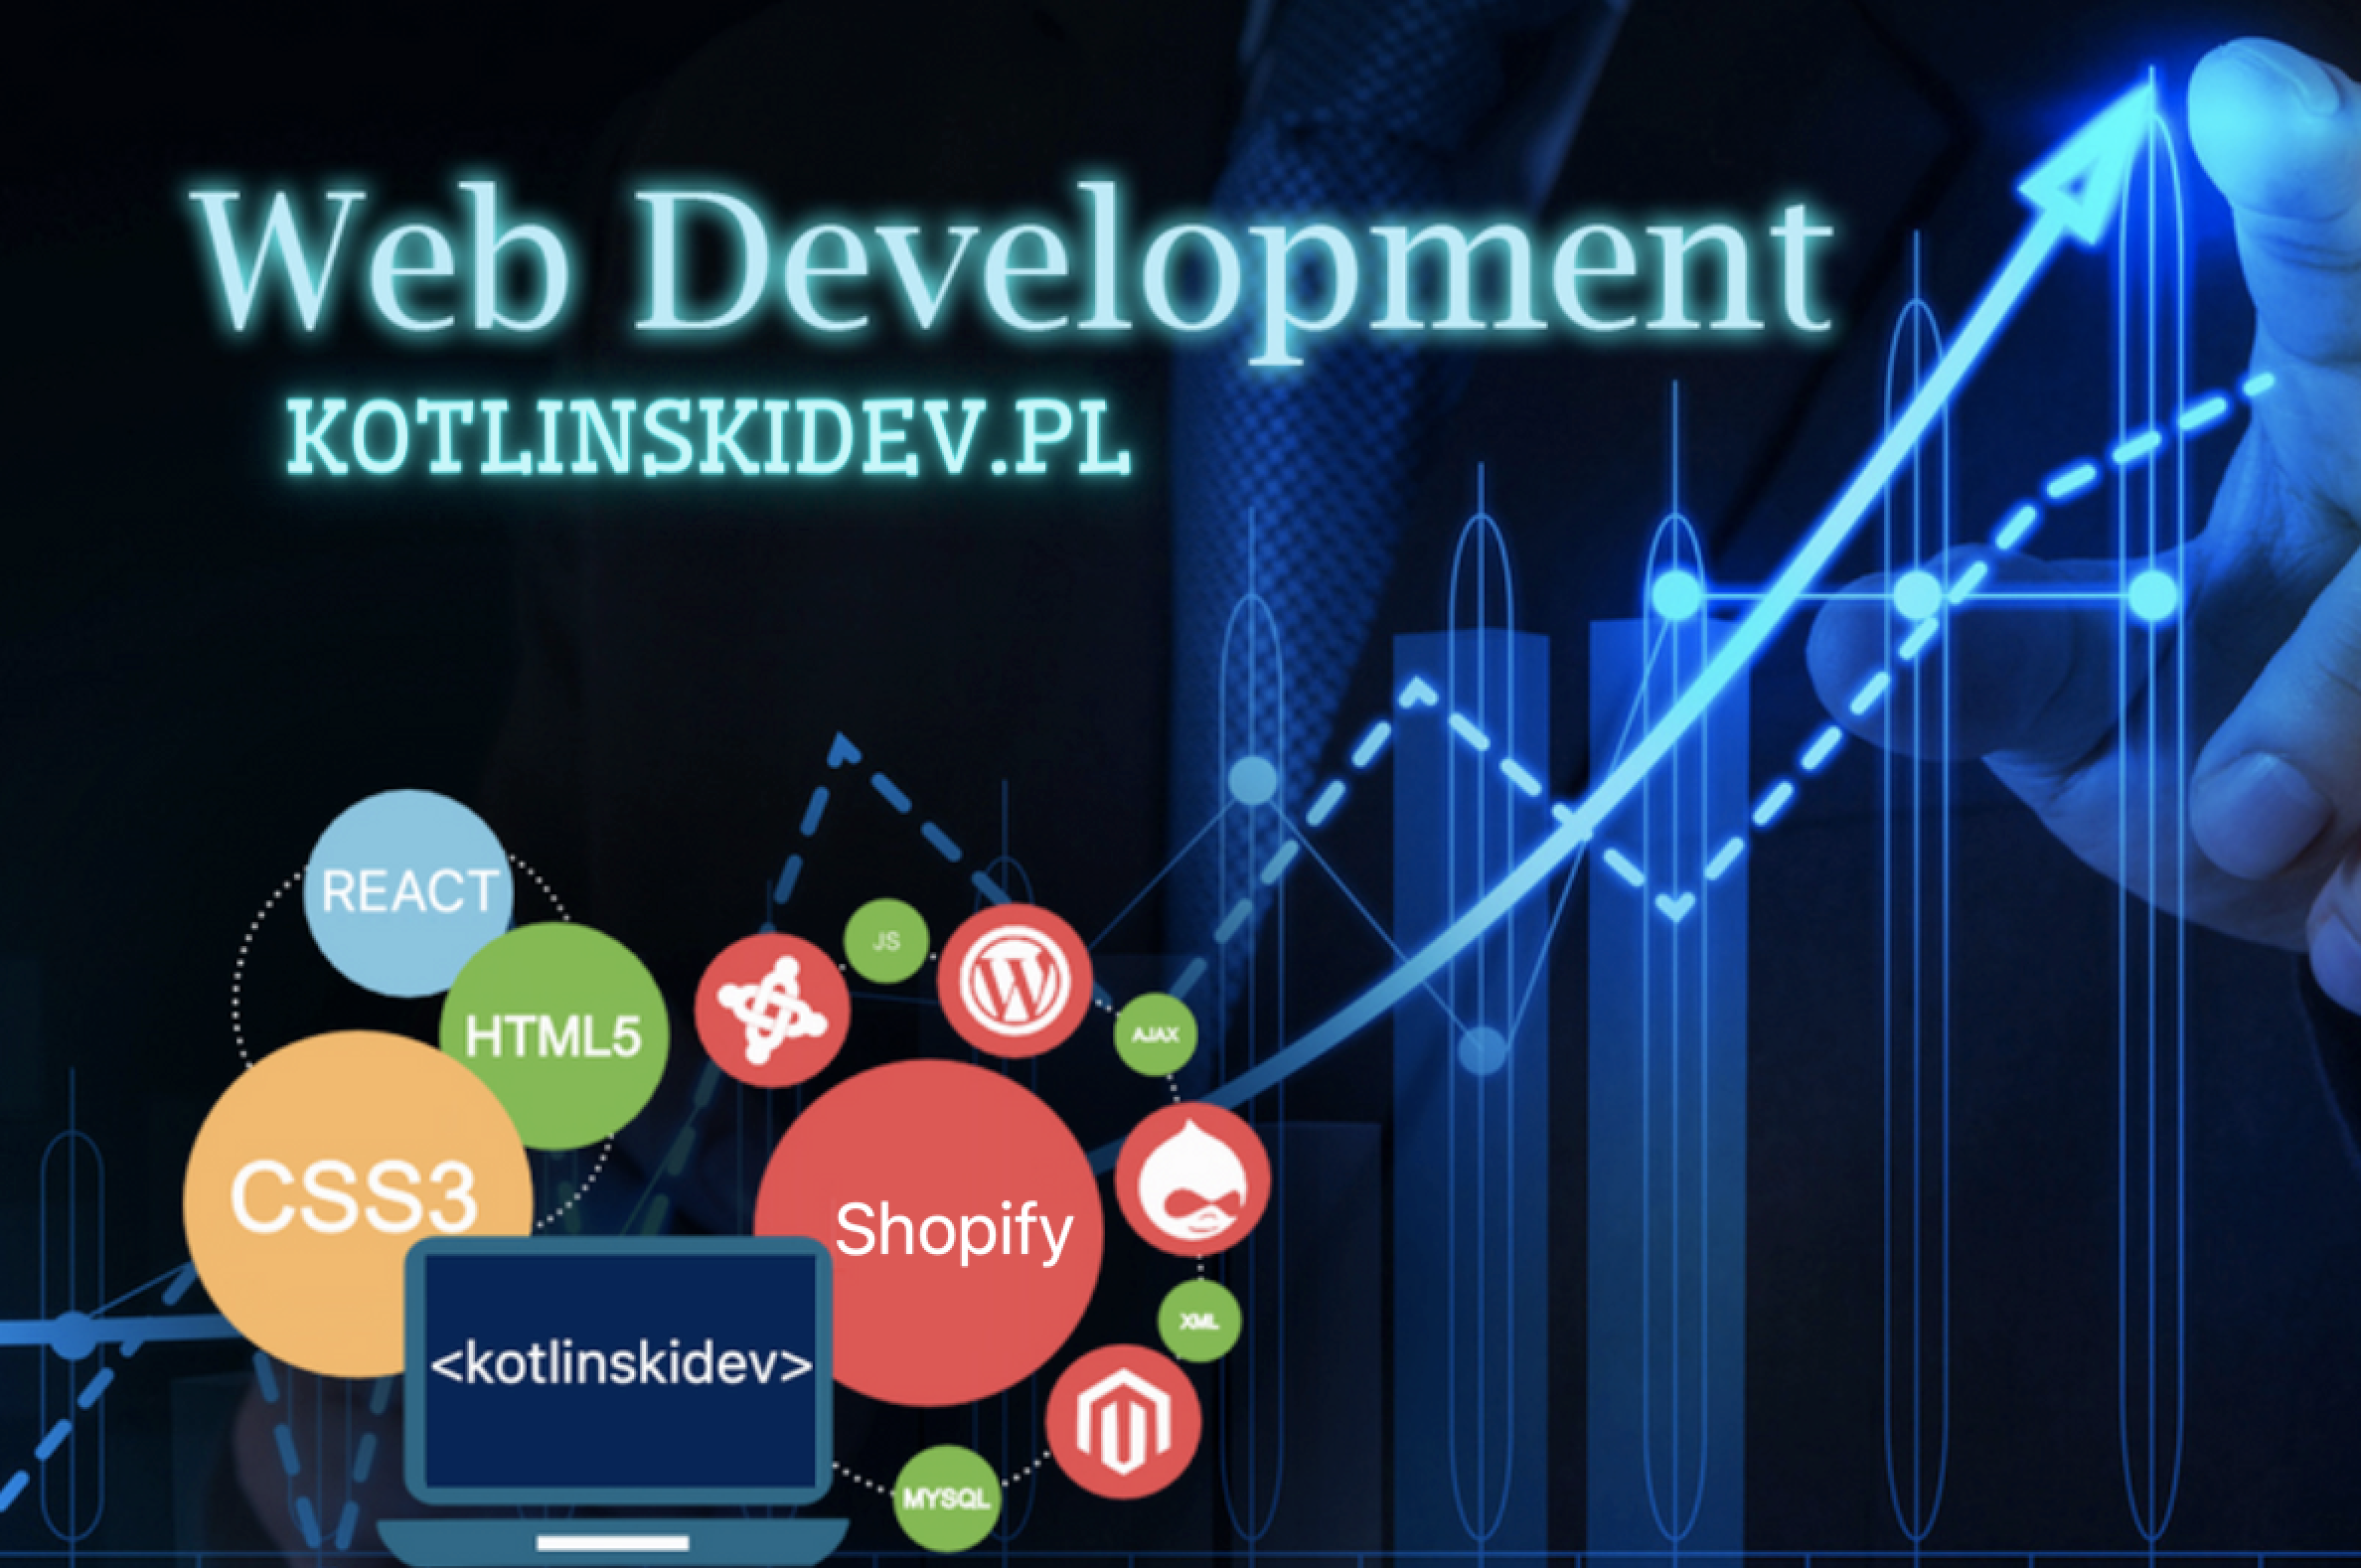 Web Development
KOTLINSKIDEV.PL
REACT
HTML5
CSS3
<kotlinskidev>
JS
AJAX
Shopify
XML
MYSQL